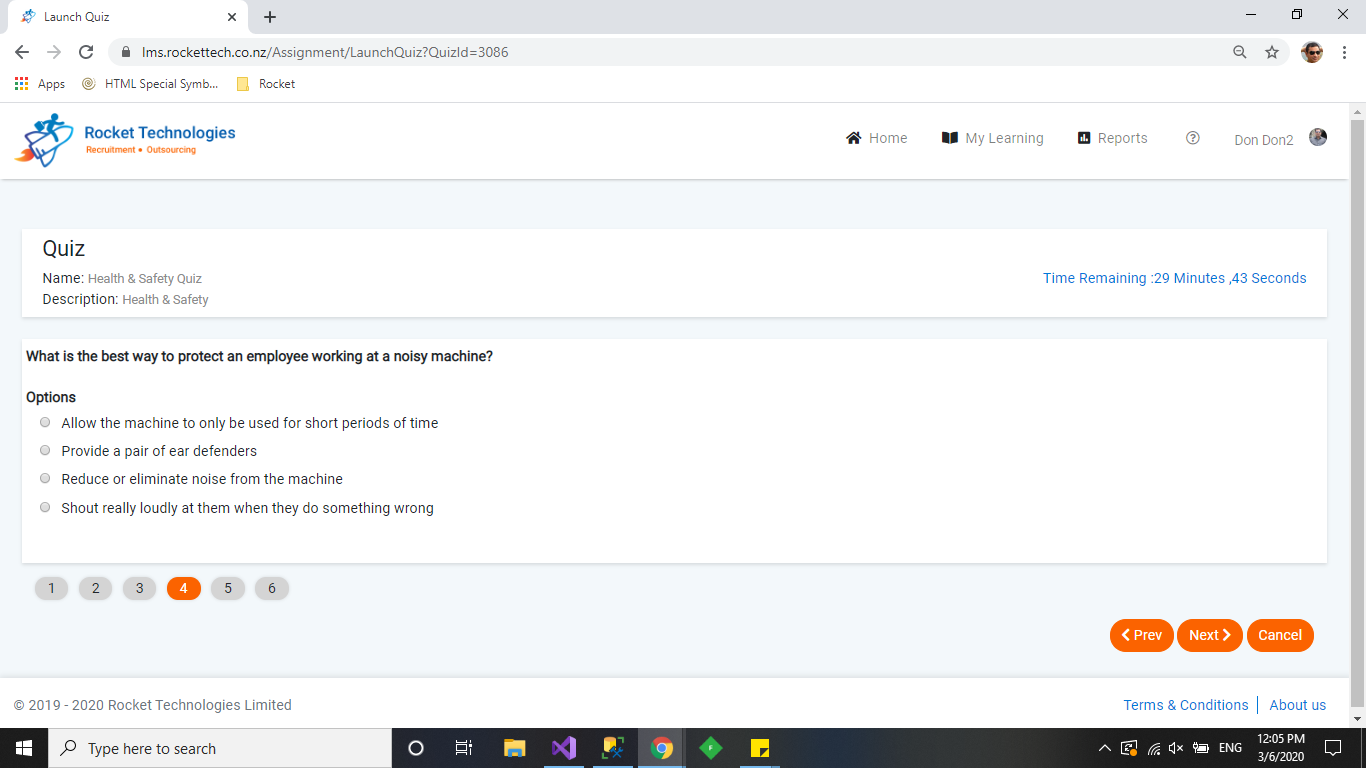 Launch Quiz
lms.rockettech.co.nz/Assignment/LaunchQuiz?QuizId=3086
Apps HTML Special Symb... Rocket
Rocket Technologies
Recruitment • Outsourcing
Home My Learning Reports ? Don Don2
Quiz
Name: Health & Safety Quiz
Time Remaining :29 Minutes ,43 Seconds
Description: Health & Safety
What is the best way to protect an employee working at a noisy machine?
Options
Allow the machine to only be used for short periods of time
Provide a pair of ear defenders
Reduce or eliminate noise from the machine
Shout really loudly at them when they do something wrong
1 2 3 4 5 6
Prev Next Cancel
© 2019 - 2020 Rocket Technologies Limited
Terms & Conditions About us
Type here to search
F
ENG
12:05 PM
3/6/2020